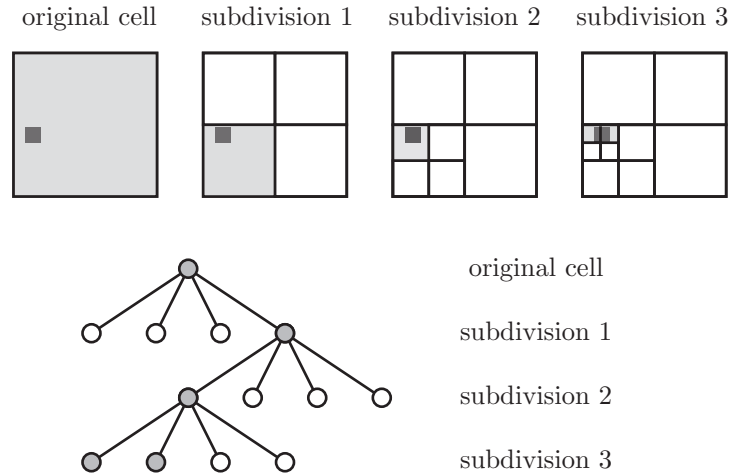 original cell subdivision 1 subdivision 2 subdivision 3
original cell
subdivision 1
subdivision 2
subdivision 3